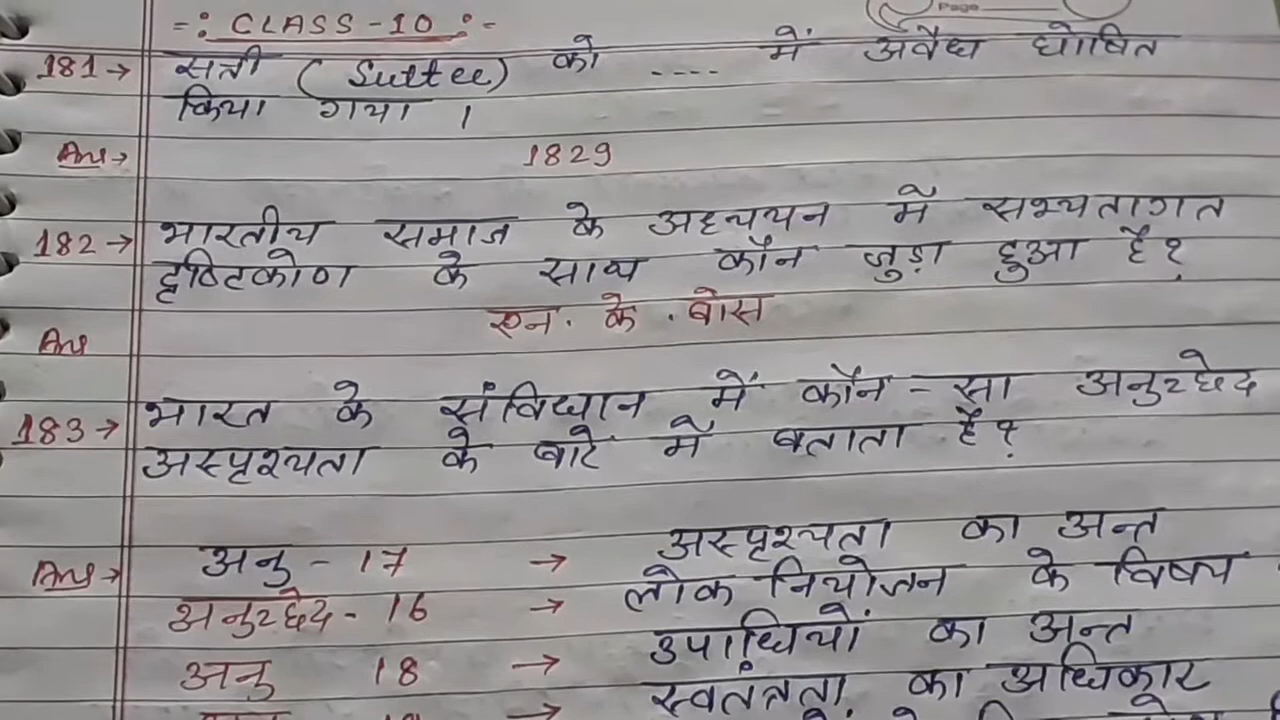 Page
-: CLASS-10 :-
181→ सती (Suttee) को .... में अवैध घोषित
किया गया ।
Ans→ 1829
182→ भारतीय समाज के अध्ययन में सभ्यतागत
दृष्टिकोण के साथ कौन जुड़ा हुआ है?
एन. के. बोस
Ans
183→ भारत के संविधान में कौन-सा अनुच्छेद
अस्पृश्यता के बारे में बताता है?
Ans→ अनु-17 → अस्पृश्यता का अन्त
अनुच्छेद-16 → लोक नियोजन के विषय
अनु 18 → उपाधियों का अन्त
→ स्वतंत्रता का अधिकार